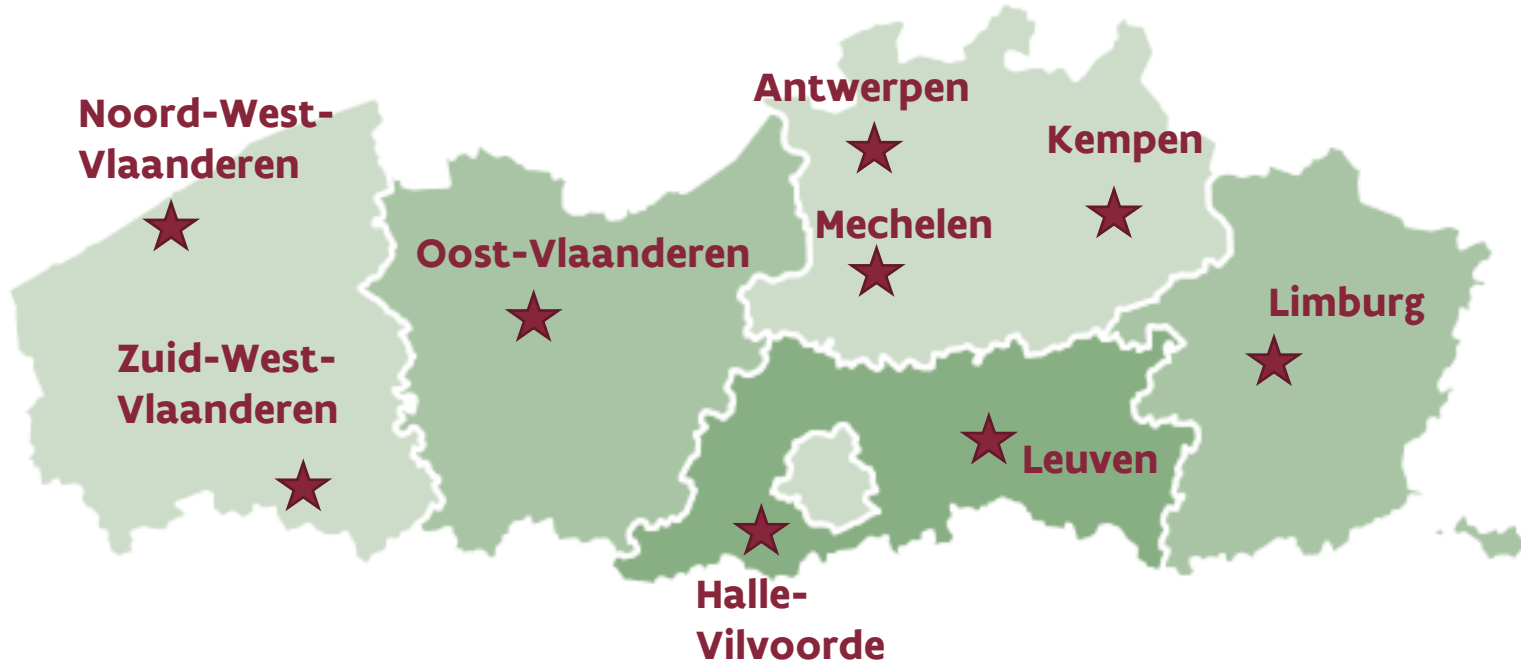 Noord-West-
Vlaanderen
Antwerpen
Kempen
Mechelen
Oost-Vlaanderen
Limburg
Zuid-West-
Vlaanderen
Leuven
Halle-
Vilvoorde